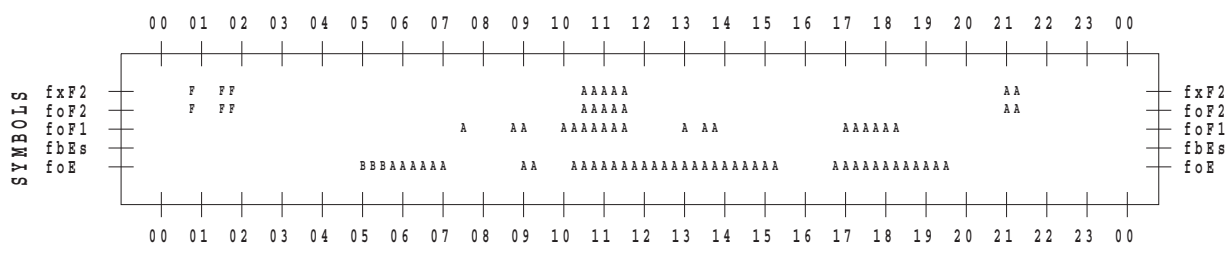 00 01 02 03 04 05 06 07 08 09 10 11 12 13 14 15 16 17 18 19 20 21 22 23 00
SYMBOLS
fxF2 F FF AAAAA AA fxF2
foF2 F FF AAAAA AA foF2
foF1 A AA AAAAAAA A AA AAAAAA foF1
fbEs fbEs
foE BBBAAAAAA AA AAAAAAAAAAAAAAAAAAAAA AAAAAAAAAAAA foE
00 01 02 03 04 05 06 07 08 09 10 11 12 13 14 15 16 17 18 19 20 21 22 23 00